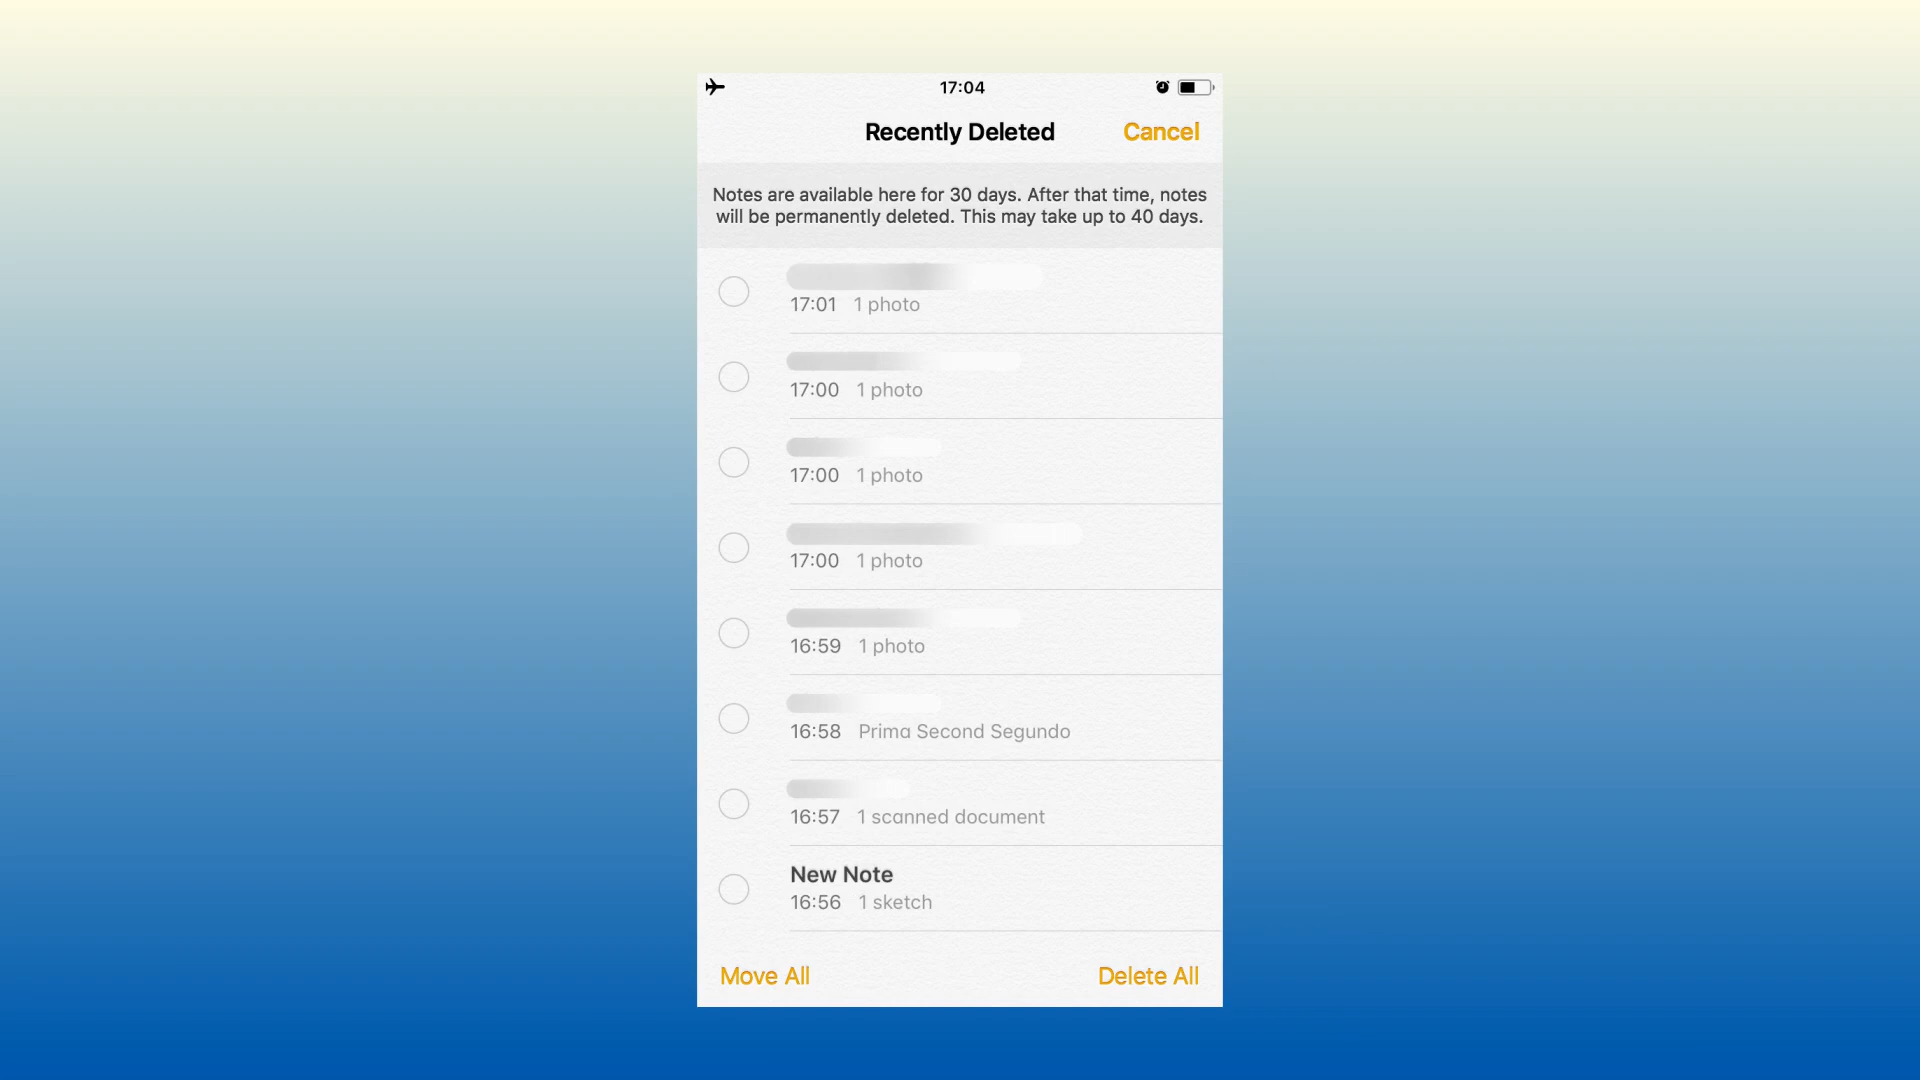 17:04
Recently Deleted
Cancel
Notes are available here for 30 days. After that time, notes
will be permanently deleted. This may take up to 40 days.
17:01 1 photo
17:00 1 photo
17:00 1 photo
17:00 1 photo
16:59 1 photo
16:58 Prima Second Segundo
16:57 1 scanned document
New Note
16:56 1 sketch
Move All
Delete All